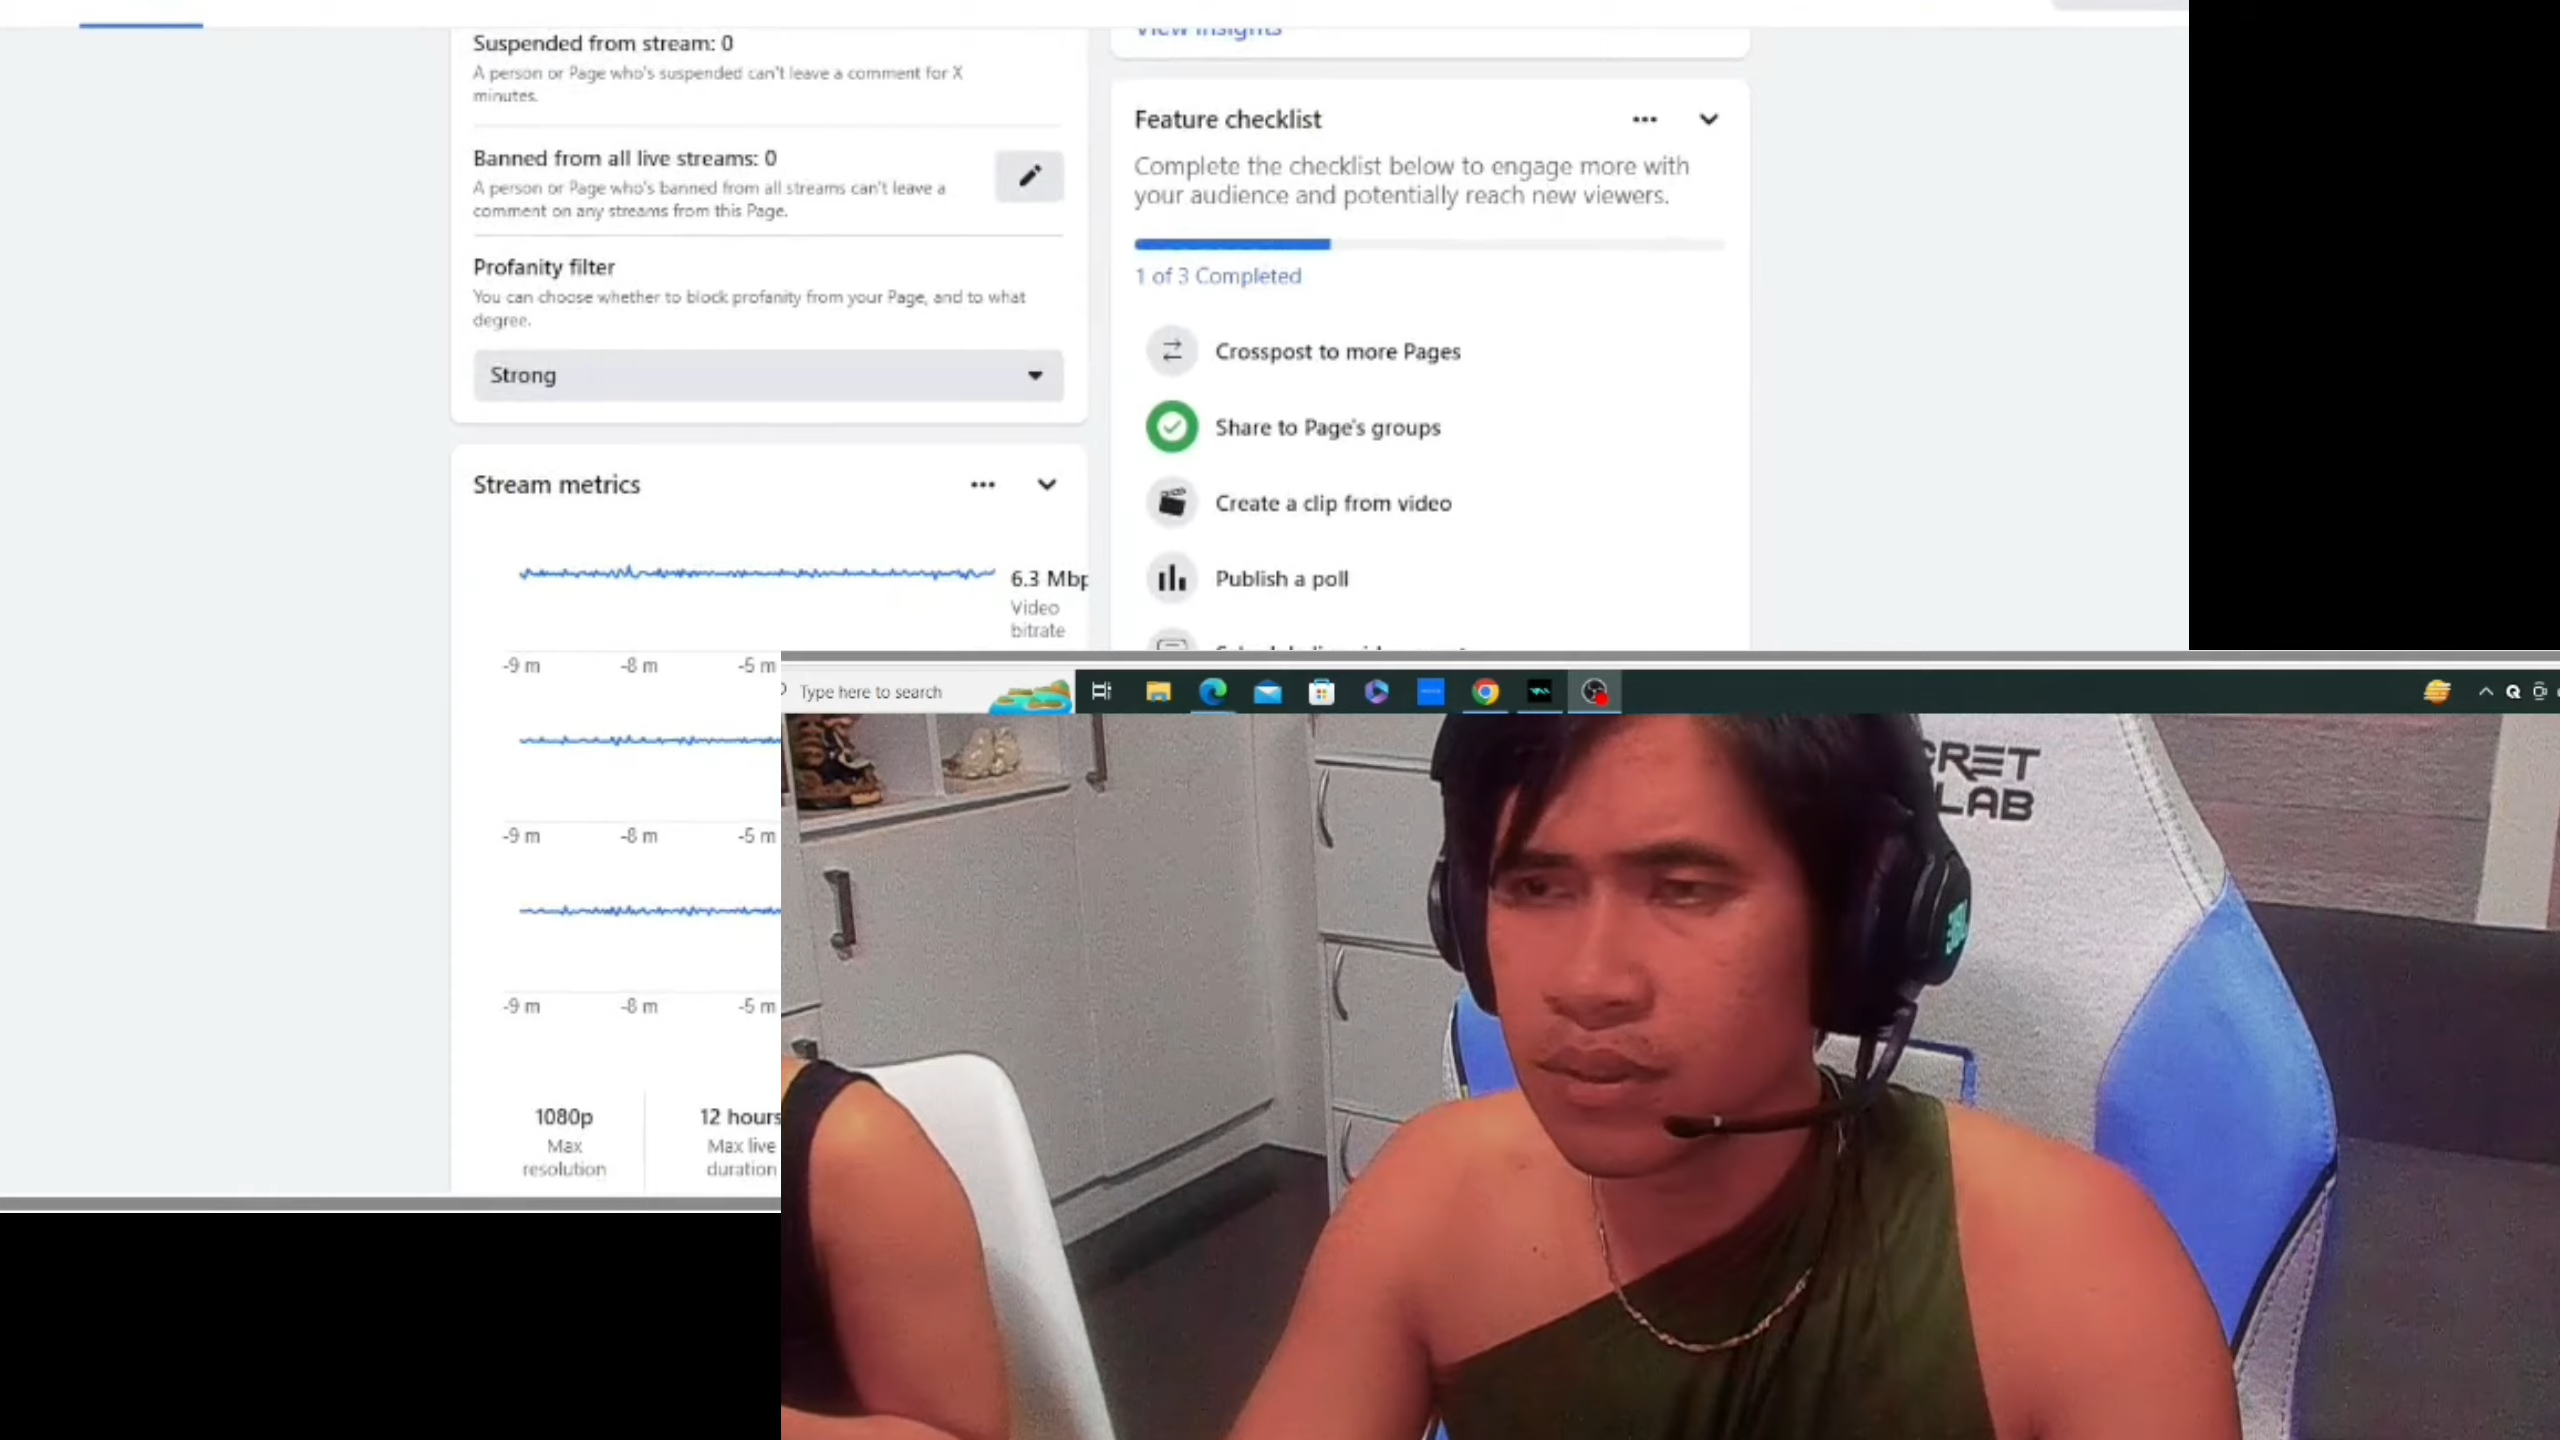 Suspended from stream: 0
A person or Page who's suspended can't leave a comment for X
minutes.
Banned from all live streams: 0
A person or Page who's banned from all streams can't leave a
comment on any streams from this Page.
Profanity filter
You can choose whether to block profanity from your Page, and to what
degree.
Strong
Stream metrics
6.3 Mbp
Video
bitrate
-9 m
-8 m
-5 m
-9 m
-8 m
-5 m
-9 m
-8 m
-5 m
1080p
Max
resolution
12 hours
Max live
duration
View Insights
Feature checklist
Complete the checklist below to engage more with
your audience and potentially reach new viewers.
1 of 3 Completed
Crosspost to more Pages
Share to Page's groups
Create a clip from video
Publish a poll
Type here to search
CRET
LAB